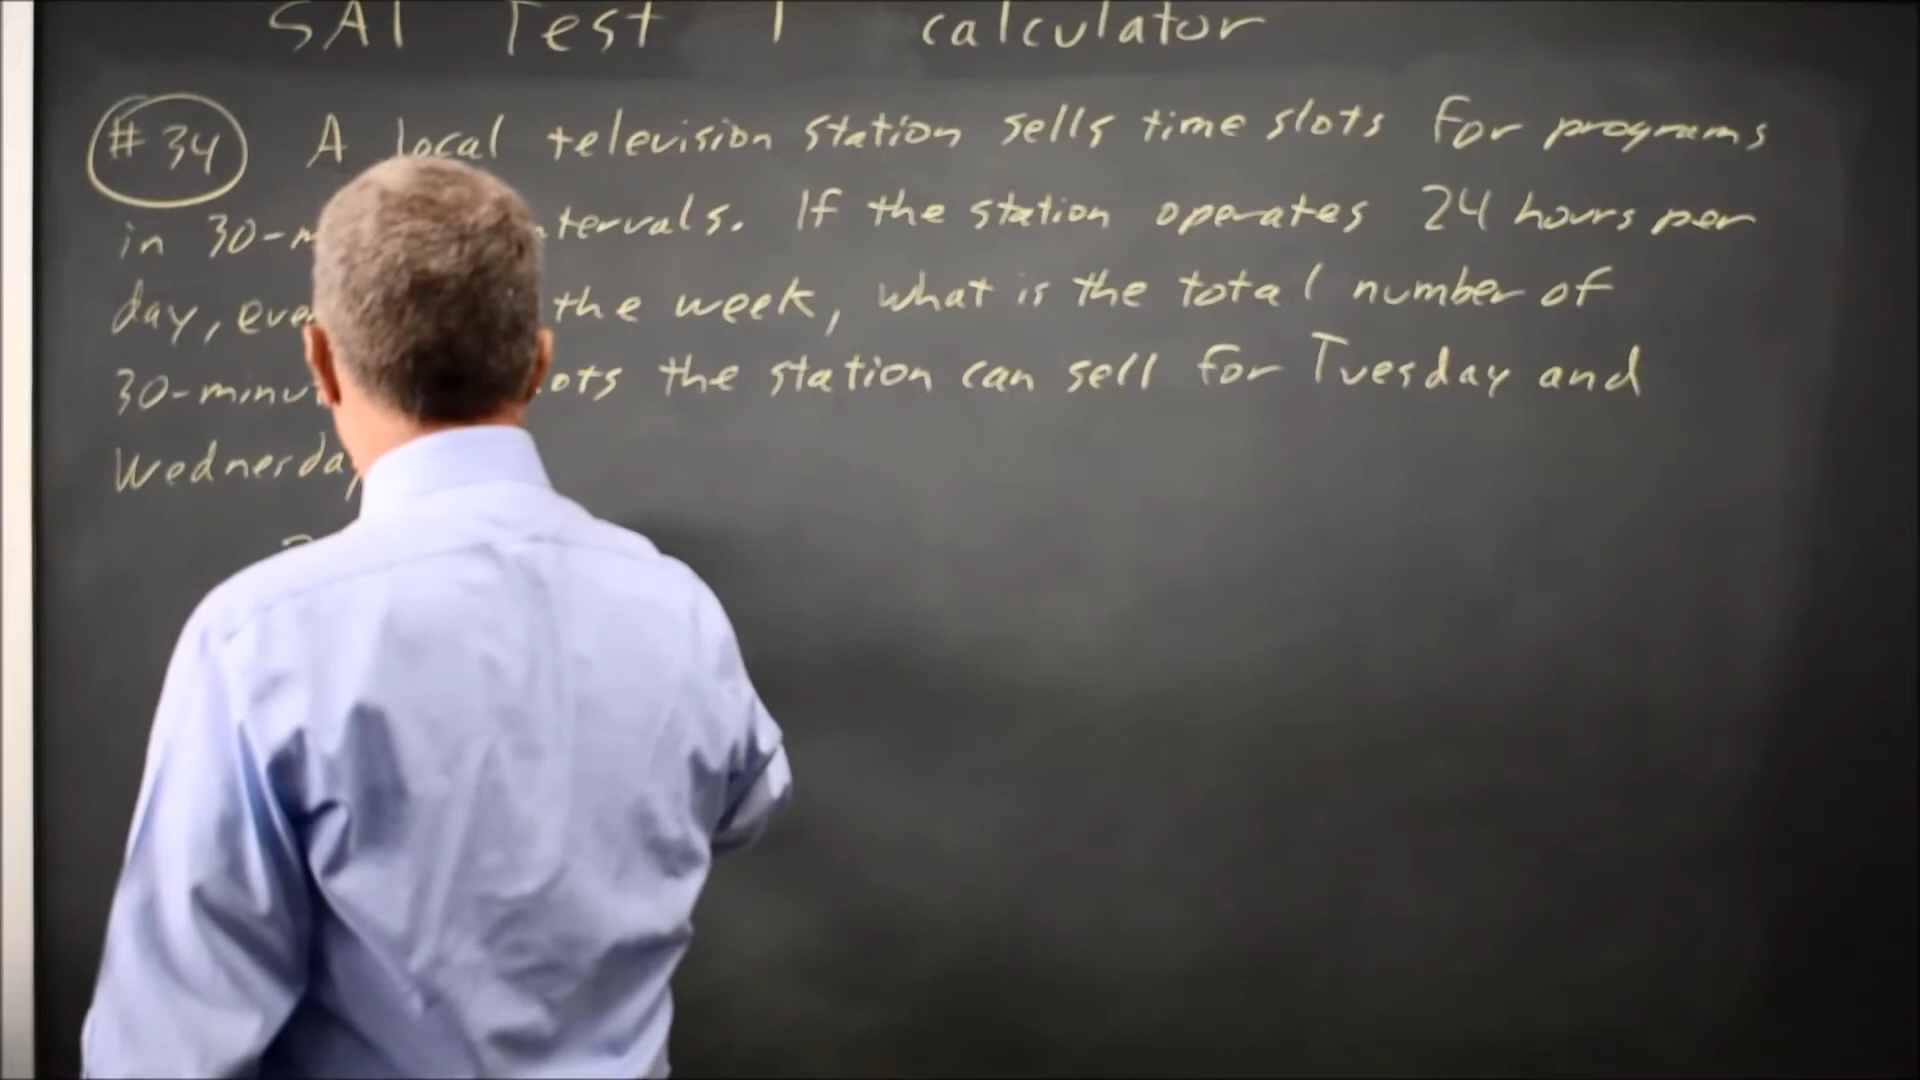 SAT Test 1 calculator
#34 A local television station sells time slots for programs
in 30-m tervals. If the station operates 24 hours per
day, eve the week, what is the total number of
30-minu ots the station can sell for Tuesday and
Wednesday